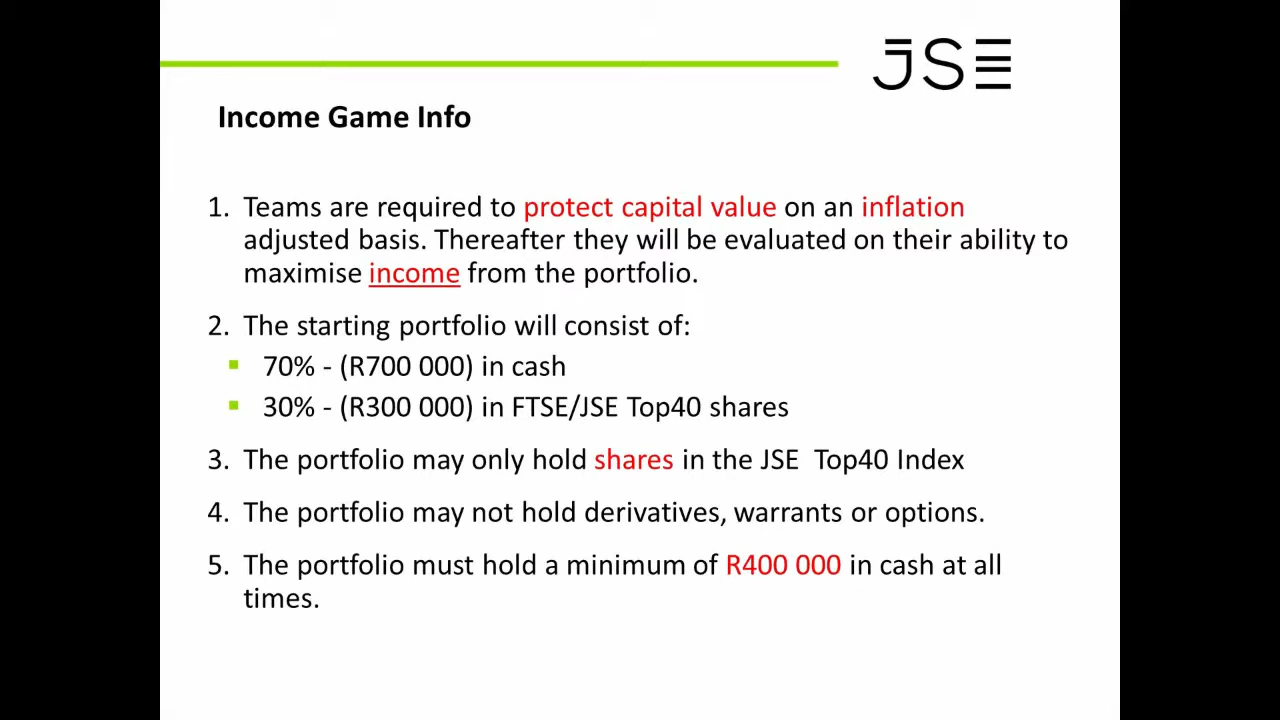 JSE
Income Game Info
1. Teams are required to protect capital value on an inflation
adjusted basis. Thereafter they will be evaluated on their ability to
maximise income from the portfolio.
2. The starting portfolio will consist of:
▪ 70% - (R700 000) in cash
▪ 30% - (R300 000) in FTSE/JSE Top40 shares
3. The portfolio may only hold shares in the JSE  Top40 Index
4. The portfolio may not hold derivatives, warrants or options.
5. The portfolio must hold a minimum of R400 000 in cash at all
times.